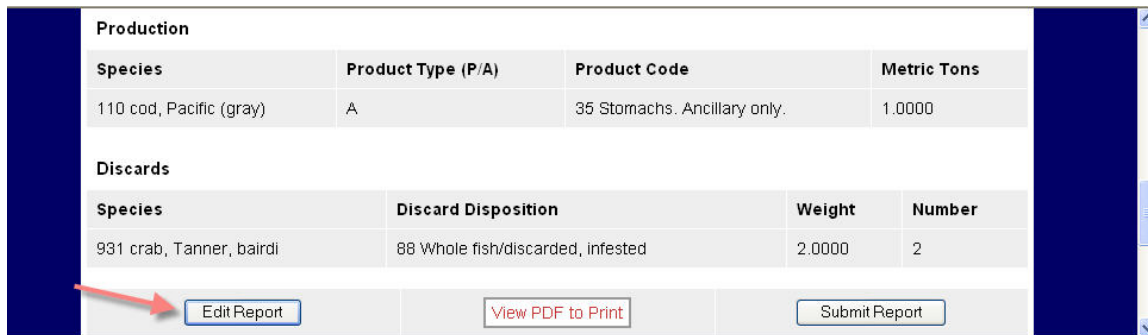 Production
Species Product Type (P/A) Product Code Metric Tons
110 cod, Pacific (gray) A 35 Stomachs. Ancillary only. 1.0000
Discards
Species Discard Disposition Weight Number
931 crab, Tanner, bairdi 88 Whole fish/discarded, infested 2.0000 2
Edit Report View PDF to Print Submit Report